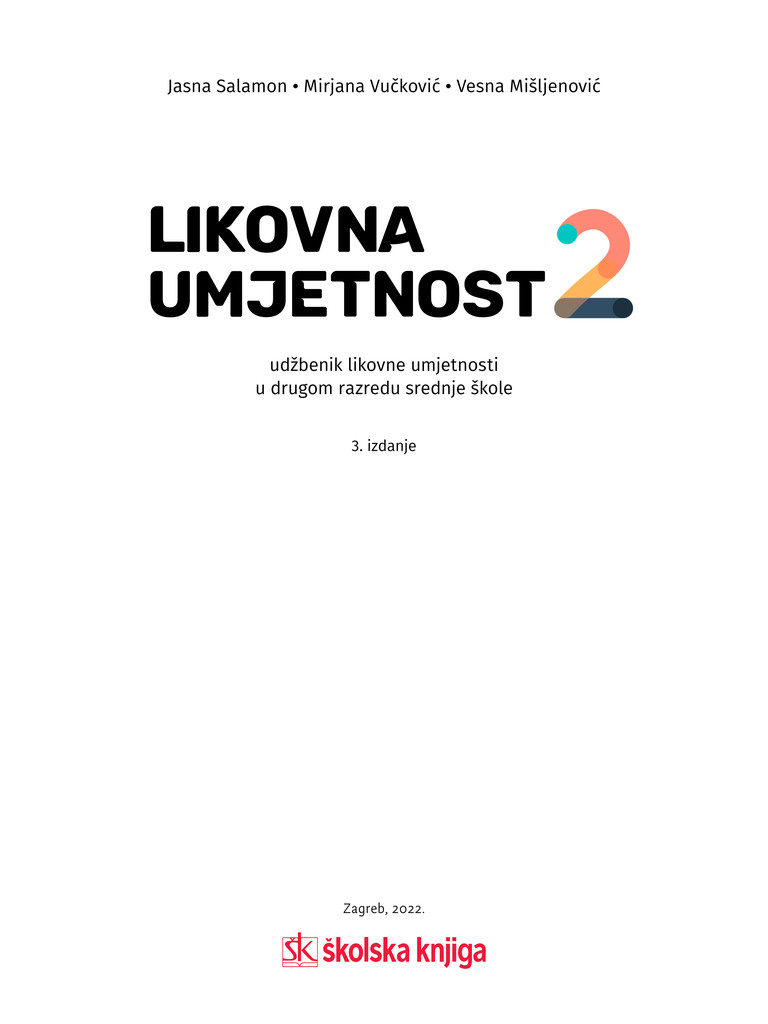 Jasna Salamon • Mirjana Vučković • Vesna Mišljenović
LIKOVNA
UMJETNOST 2
udžbenik likovne umjetnosti
u drugom razredu srednje škole
3. izdanje
Zagreb, 2022.
šk školska knjiga